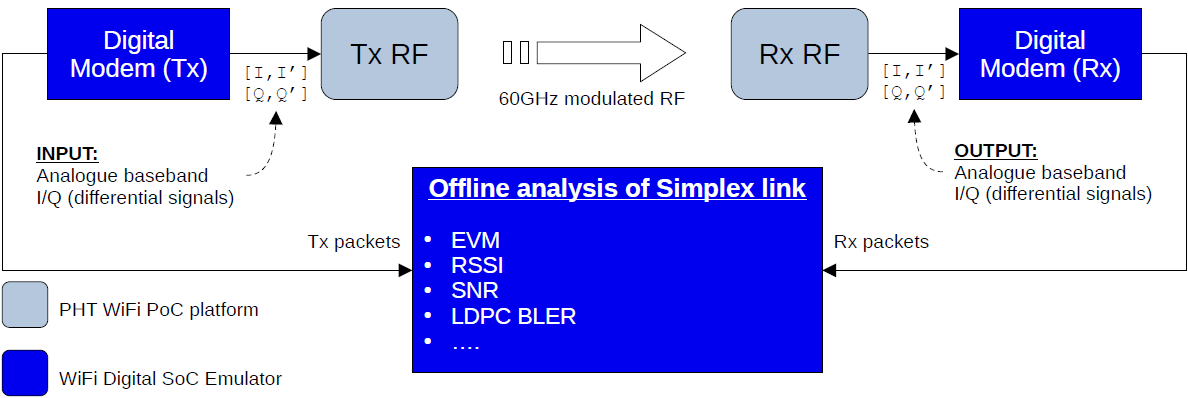 Digital
Modem (Tx)
[I,I’]
[Q,Q’]
Tx RF
60GHz modulated RF
Rx RF
[I,I’]
[Q,Q’]
Digital
Modem (Rx)
INPUT:
Analogue baseband
I/Q (differential signals)
OUTPUT:
Analogue baseband
I/Q (differential signals)
Offline analysis of Simplex link
• EVM
• RSSI
• SNR
• LDPC BLER
• ....
Tx packets
Rx packets
PHT WiFi PoC platform
WiFi Digital SoC Emulator